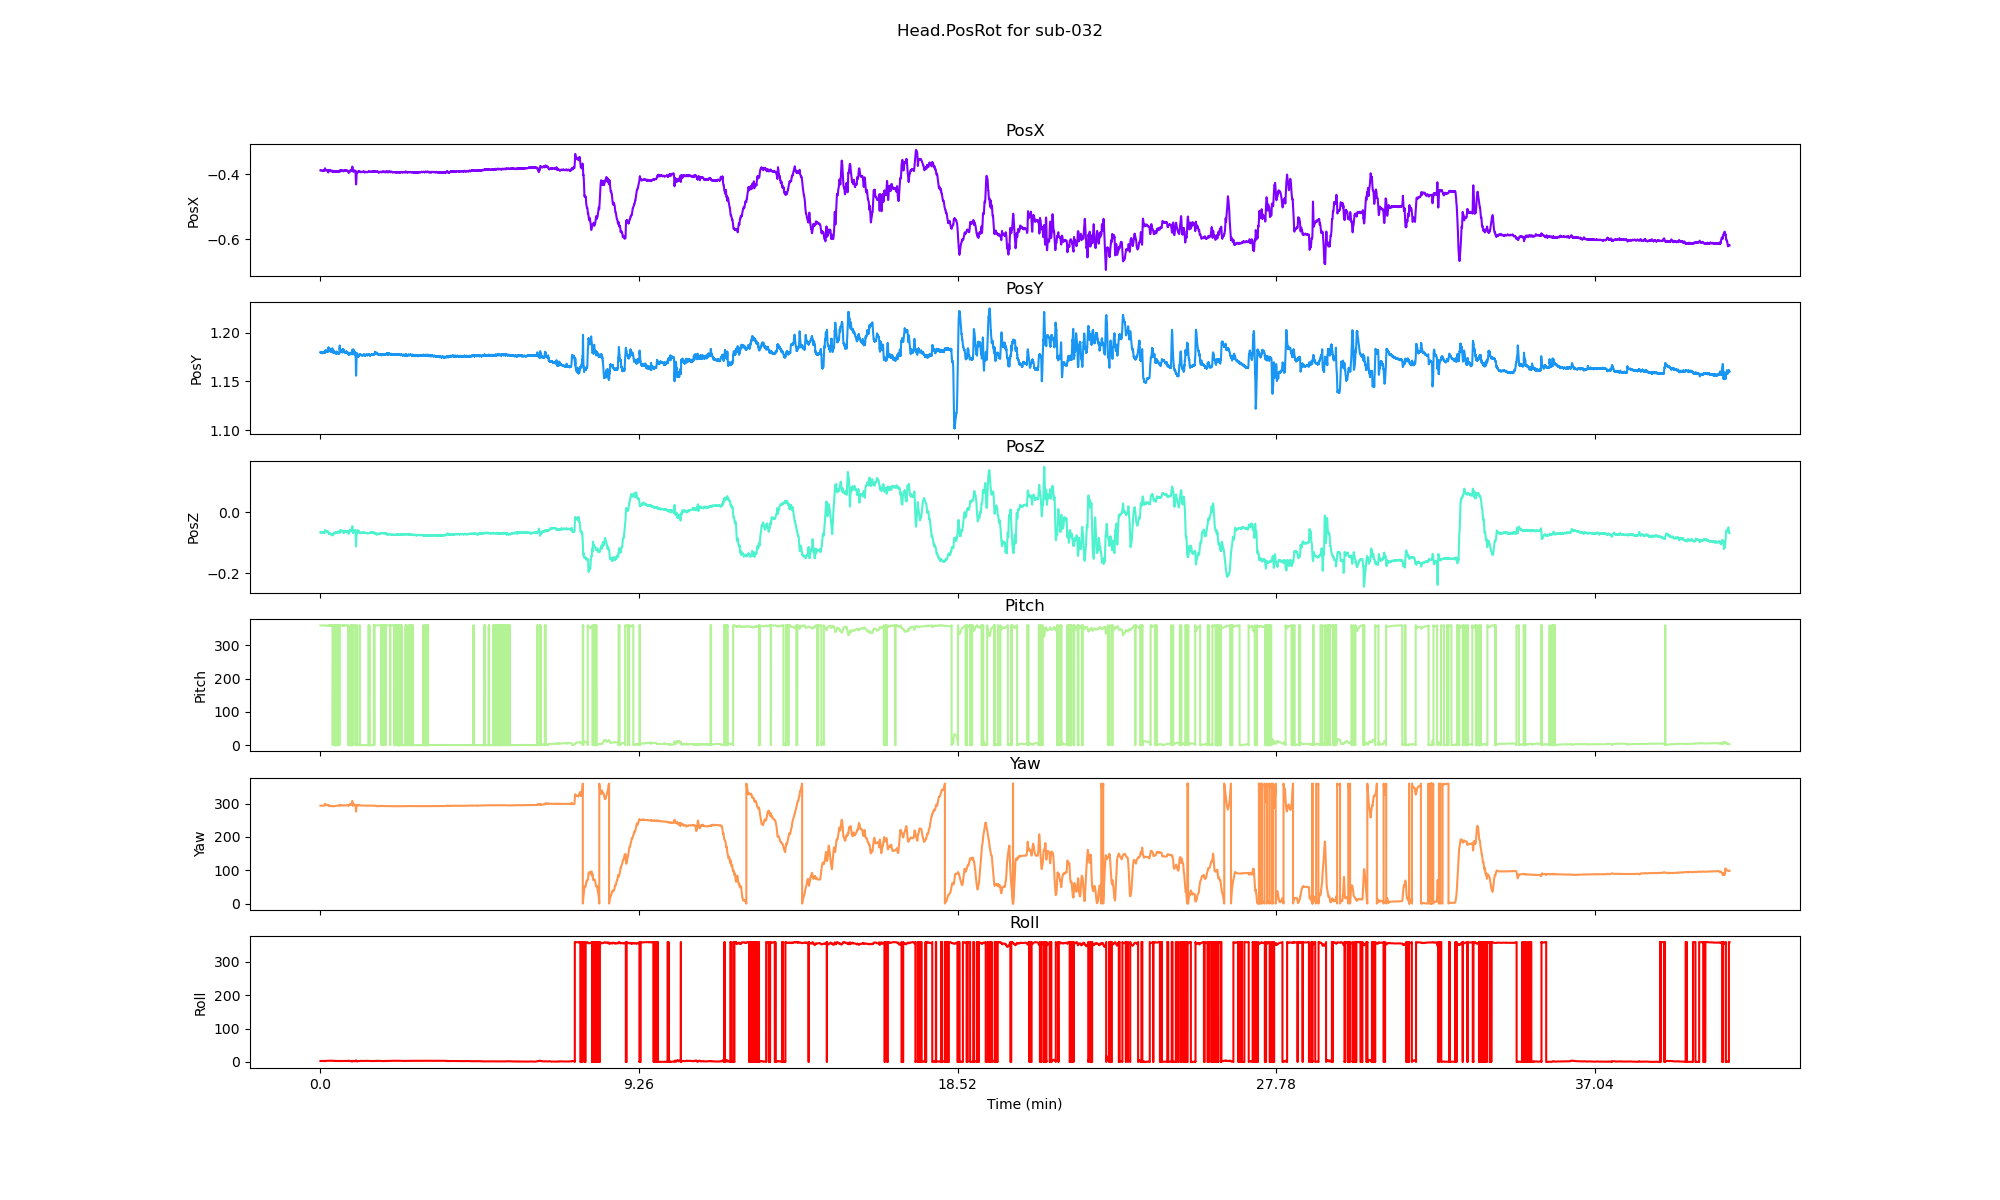 Head.PosRot for sub-032
PosX
PosX
−0.4
−0.6
PosY
PosY
1.20
1.15
1.10
PosZ
PosZ
0.0
−0.2
Pitch
Pitch
300
200
100
0
Yaw
Yaw
300
200
100
0
Roll
Roll
300
200
100
0
0.0 9.26 18.52 27.78 37.04
Time (min)